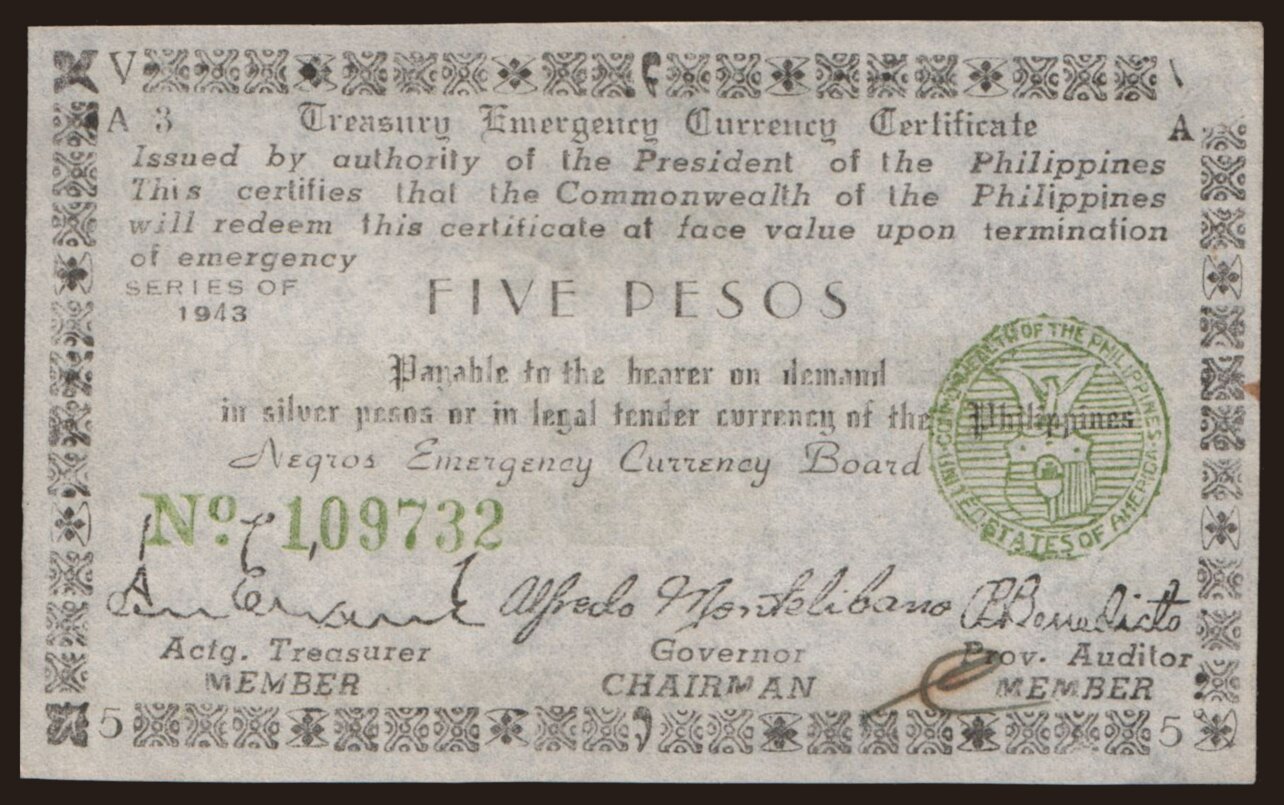 V
A 3 Treasury Emergency Currency Certificate A
Issued by authority of the President of the Philippines
This certifies that the Commonwealth of the Philippines
will redeem this certificate at face value upon termination
of emergency
SERIES OF
1943
FIVE PESOS
Payable to the bearer on demand
in silver pesos or in legal tender currency of the Philippines
Negros Emergency Currency Board
COMMONWEALTH OF THE PHILIPPINES
UNITED STATES OF AMERICA
No. 109732
Alfredo Montelibano
Benedicto
Actg. Treasurer Governor Prov. Auditor
MEMBER CHAIRMAN MEMBER
5 5